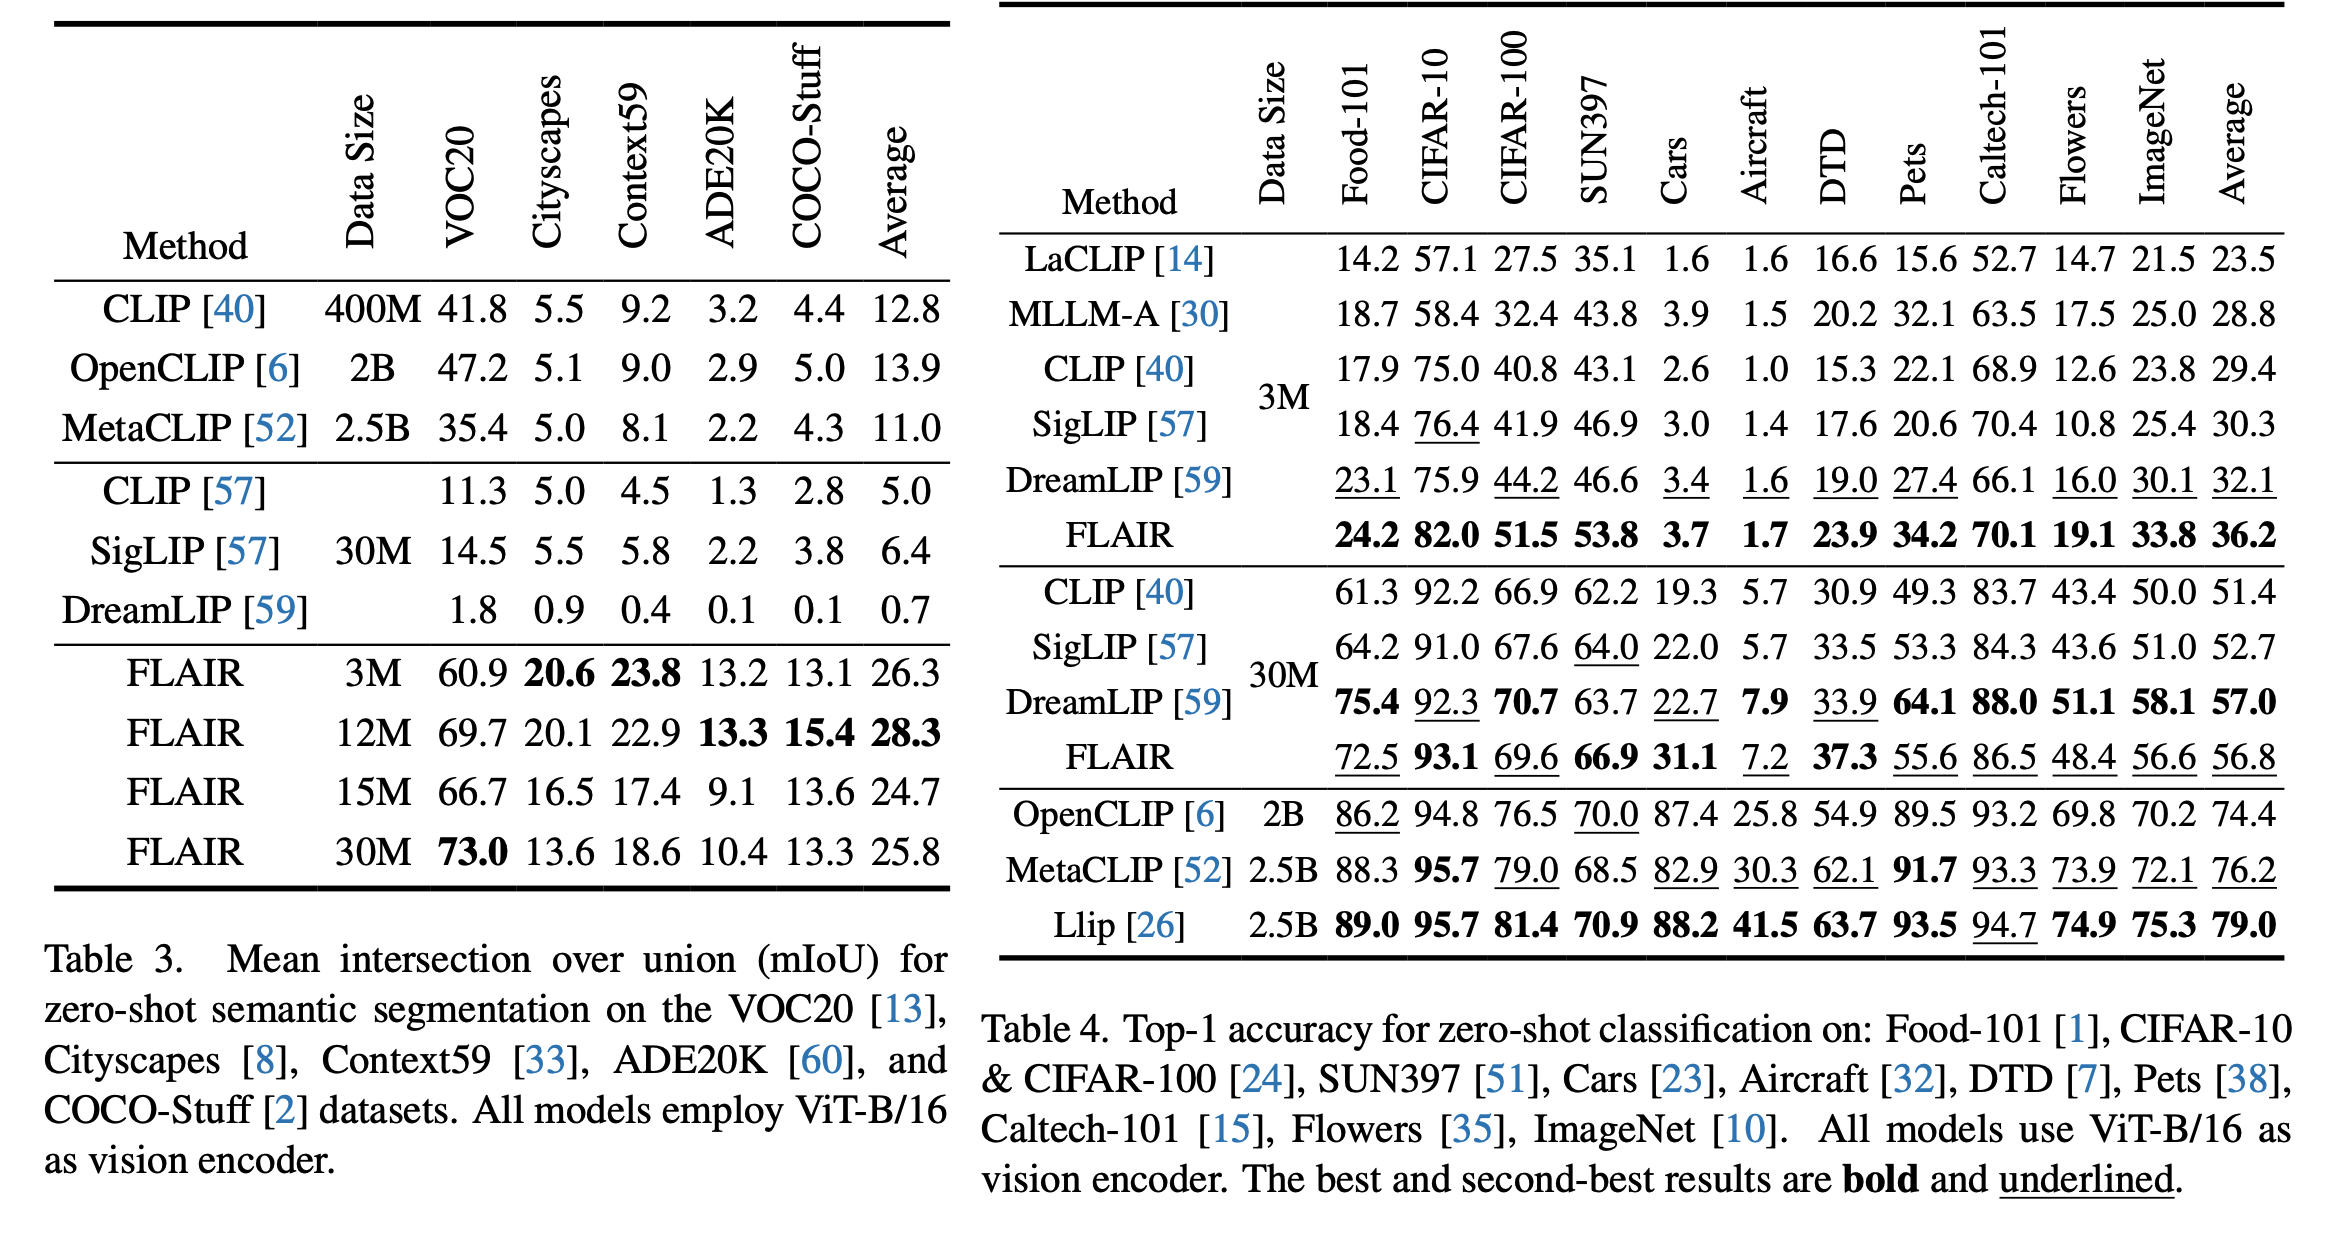 Method Data Size VOC20 Cityscapes Context59 ADE20K COCO-Stuff Average
CLIP [40] 400M 41.8 5.5 9.2 3.2 4.4 12.8
OpenCLIP [6] 2B 47.2 5.1 9.0 2.9 5.0 13.9
MetaCLIP [52] 2.5B 35.4 5.0 8.1 2.2 4.3 11.0
CLIP [57] 11.3 5.0 4.5 1.3 2.8 5.0
SigLIP [57] 30M 14.5 5.5 5.8 2.2 3.8 6.4
DreamLIP [59] 1.8 0.9 0.4 0.1 0.1 0.7
FLAIR 3M 60.9 20.6 23.8 13.2 13.1 26.3
FLAIR 12M 69.7 20.1 22.9 13.3 15.4 28.3
FLAIR 15M 66.7 16.5 17.4 9.1 13.6 24.7
FLAIR 30M 73.0 13.6 18.6 10.4 13.3 25.8
Table 3. Mean intersection over union (mIoU) for
zero-shot semantic segmentation on the VOC20 [13],
Cityscapes [8], Context59 [33], ADE20K [60], and
COCO-Stuff [2] datasets. All models employ ViT-B/16
as vision encoder.
Method Data Size Food-101 CIFAR-10 CIFAR-100 SUN397 Cars Aircraft DTD Pets Caltech-101 Flowers ImageNet Average
LaCLIP [14] 14.2 57.1 27.5 35.1 1.6 1.6 16.6 15.6 52.7 14.7 21.5 23.5
MLLM-A [30] 18.7 58.4 32.4 43.8 3.9 1.5 20.2 32.1 63.5 17.5 25.0 28.8
CLIP [40] 17.9 75.0 40.8 43.1 2.6 1.0 15.3 22.1 68.9 12.6 23.8 29.4
3M
SigLIP [57] 18.4 76.4 41.9 46.9 3.0 1.4 17.6 20.6 70.4 10.8 25.4 30.3
DreamLIP [59] 23.1 75.9 44.2 46.6 3.4 1.6 19.0 27.4 66.1 16.0 30.1 32.1
FLAIR 24.2 82.0 51.5 53.8 3.7 1.7 23.9 34.2 70.1 19.1 33.8 36.2
CLIP [40] 61.3 92.2 66.9 62.2 19.3 5.7 30.9 49.3 83.7 43.4 50.0 51.4
SigLIP [57] 64.2 91.0 67.6 64.0 22.0 5.7 33.5 53.3 84.3 43.6 51.0 52.7
30M
DreamLIP [59] 75.4 92.3 70.7 63.7 22.7 7.9 33.9 64.1 88.0 51.1 58.1 57.0
FLAIR 72.5 93.1 69.6 66.9 31.1 7.2 37.3 55.6 86.5 48.4 56.6 56.8
OpenCLIP [6] 2B 86.2 94.8 76.5 70.0 87.4 25.8 54.9 89.5 93.2 69.8 70.2 74.4
MetaCLIP [52] 2.5B 88.3 95.7 79.0 68.5 82.9 30.3 62.1 91.7 93.3 73.9 72.1 76.2
Llip [26] 2.5B 89.0 95.7 81.4 70.9 88.2 41.5 63.7 93.5 94.7 74.9 75.3 79.0
Table 4. Top-1 accuracy for zero-shot classification on: Food-101 [1], CIFAR-10
& CIFAR-100 [24], SUN397 [51], Cars [23], Aircraft [32], DTD [7], Pets [38],
Caltech-101 [15], Flowers [35], ImageNet [10]. All models use ViT-B/16 as
vision encoder. The best and second-best results are bold and underlined.